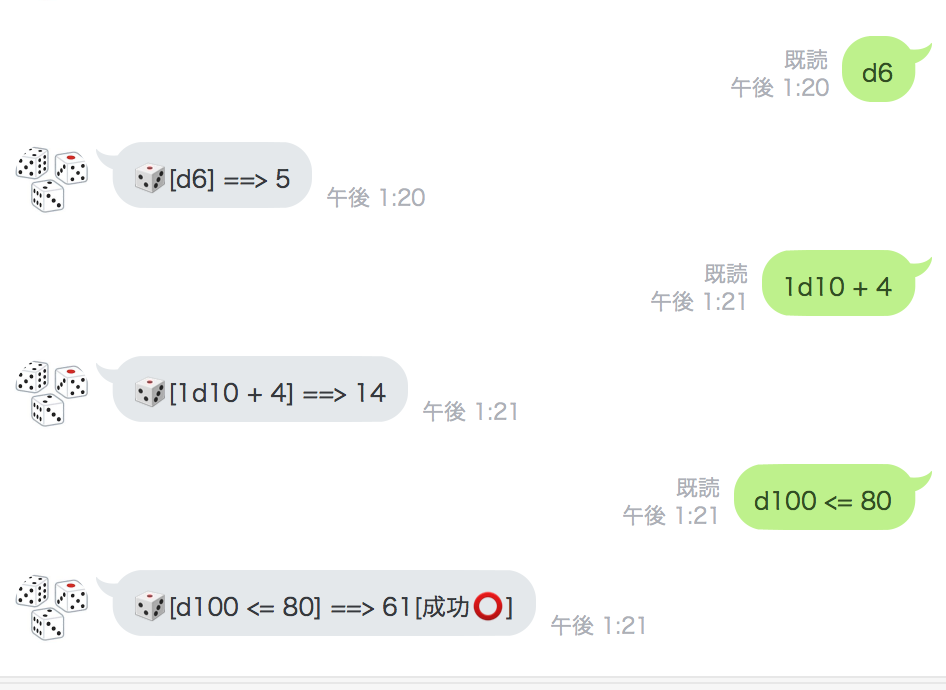 既読
午後 1:20
d6
🎲[d6] ==> 5
午後 1:20
既読
午後 1:21
1d10 + 4
🎲[1d10 + 4] ==> 14
午後 1:21
既読
午後 1:21
d100 <= 80
🎲[d100 <= 80] ==> 61[成功⭕]
午後 1:21